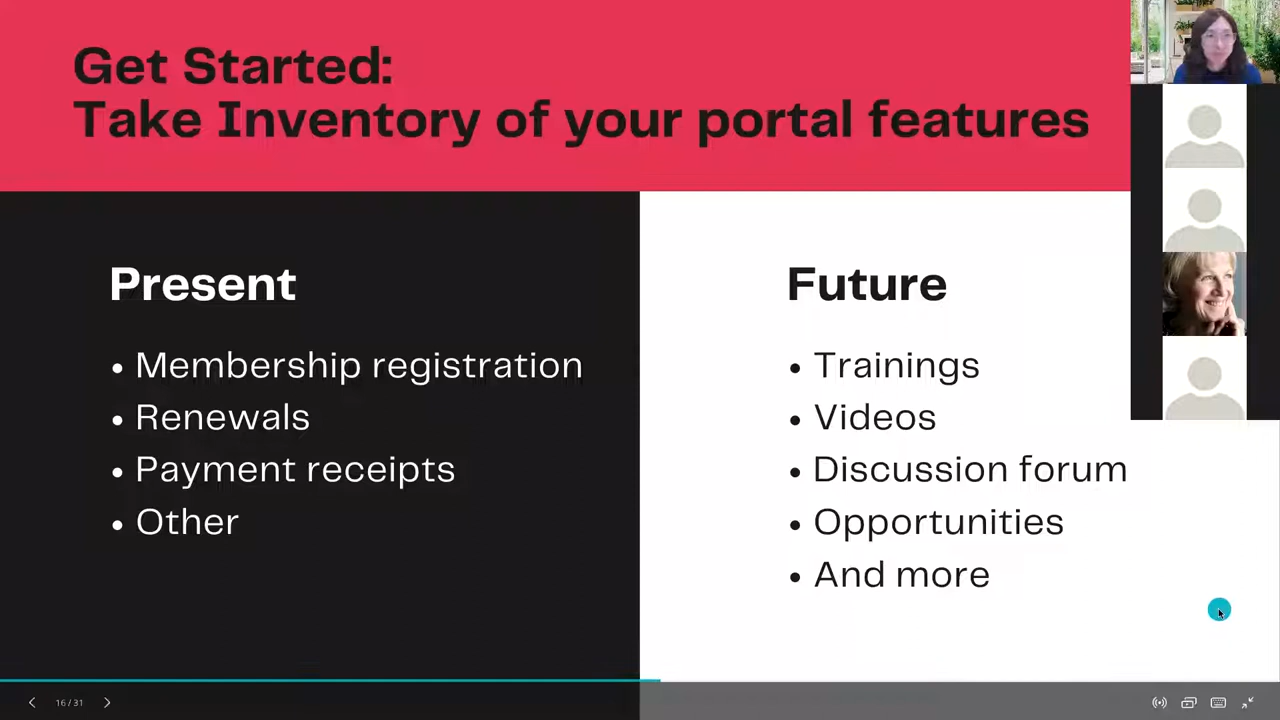 Get Started:
Take Inventory of your portal features
Present
• Membership registration
• Renewals
• Payment receipts
• Other
Future
• Trainings
• Videos
• Discussion forum
• Opportunities
• And more
16 / 31